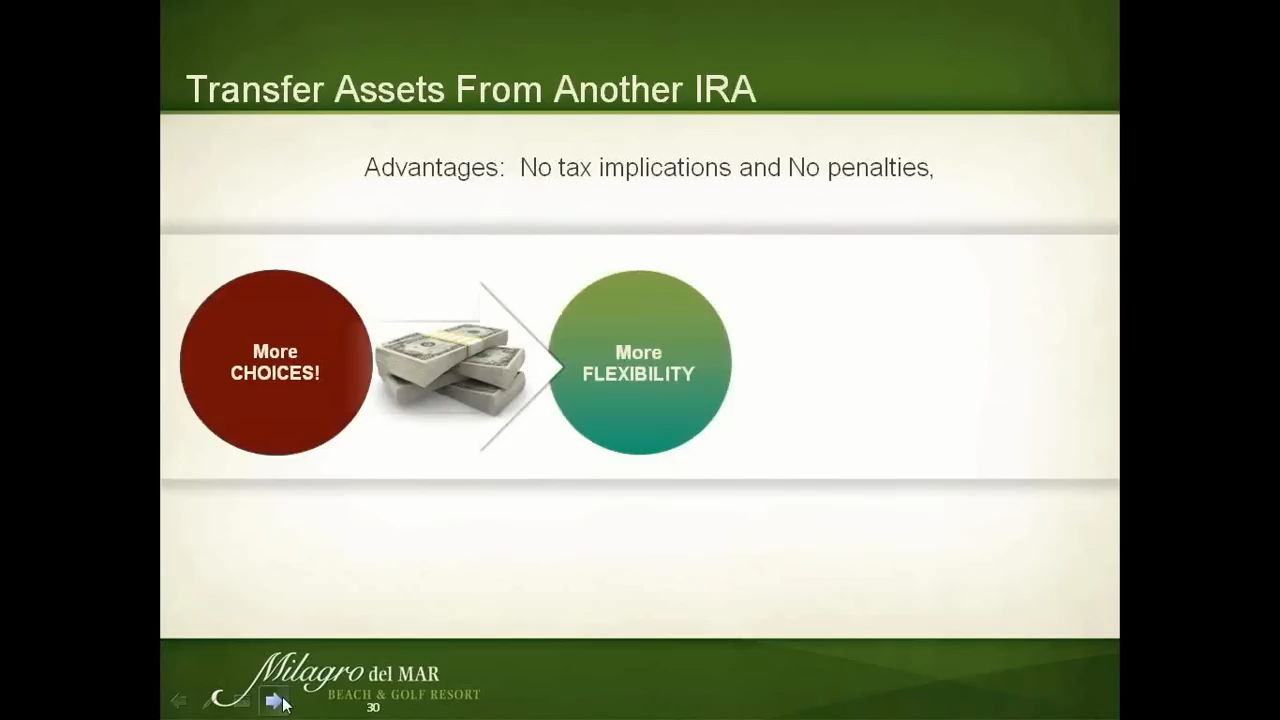 Transfer Assets From Another IRA
Advantages: No tax implications and No penalties,
More
CHOICES!
More
FLEXIBILITY
Milagro del MAR
BEACH & GOLF RESORT
30